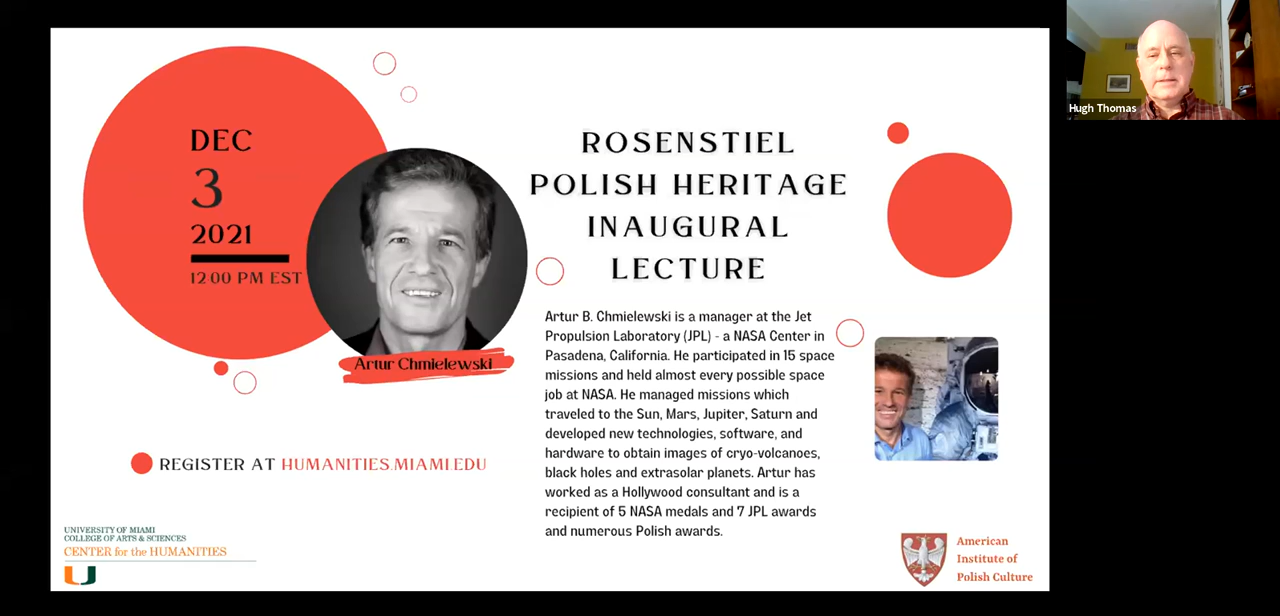 DEC
3
2021
12:00 PM EST
Artur Chmielewski
REGISTER AT HUMANITIES.MIAMI.EDU
UNIVERSITY OF MIAMI
COLLEGE OF ARTS & SCIENCES
CENTER for the HUMANITIES
ROSENSTIEL
POLISH HERITAGE
INAUGURAL
LECTURE
Artur B. Chmielewski is a manager at the Jet
Propulsion Laboratory (JPL) - a NASA Center in
Pasadena, California. He participated in 15 space
missions and held almost every possible space
job at NASA. He managed missions which
traveled to the Sun, Mars, Jupiter, Saturn and
developed new technologies, software, and
hardware to obtain images of cryo-volcanoes,
black holes and extrasolar planets. Artur has
worked as a Hollywood consultant and is a
recipient of 5 NASA medals and 7 JPL awards
and numerous Polish awards.
American
Institute of
Polish Culture
Hugh Thomas